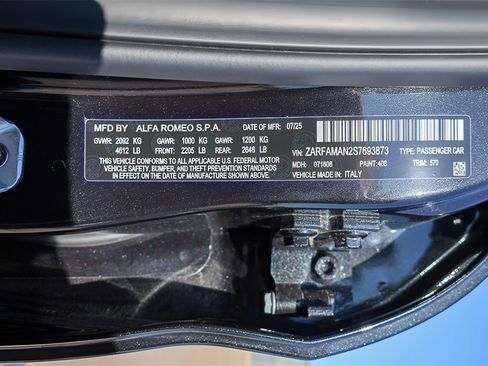 MFD BY ALFA ROMEO S.P.A. DATE OF MFR: 07/25
GVWR: 2092 KG GAWR: 1000 KG GAWR: 1200 KG
4612 LB FRONT: 2205 LB REAR: 2646 LB
THIS VEHICLE CONFORMS TO ALL APPLICABLE U.S. FEDERAL MOTOR
VEHICLE SAFETY, BUMPER, AND THEFT PREVENTION STANDARDS
IN EFFECT ON THE DATE OF MANUFACTURE SHOWN ABOVE.
VIN: ZARFAMAN2S7693873 TYPE: PASSENGER CAR
MDH: 071608 PAINT: 408 TRIM: 570
VEHICLE MADE IN: ITALY